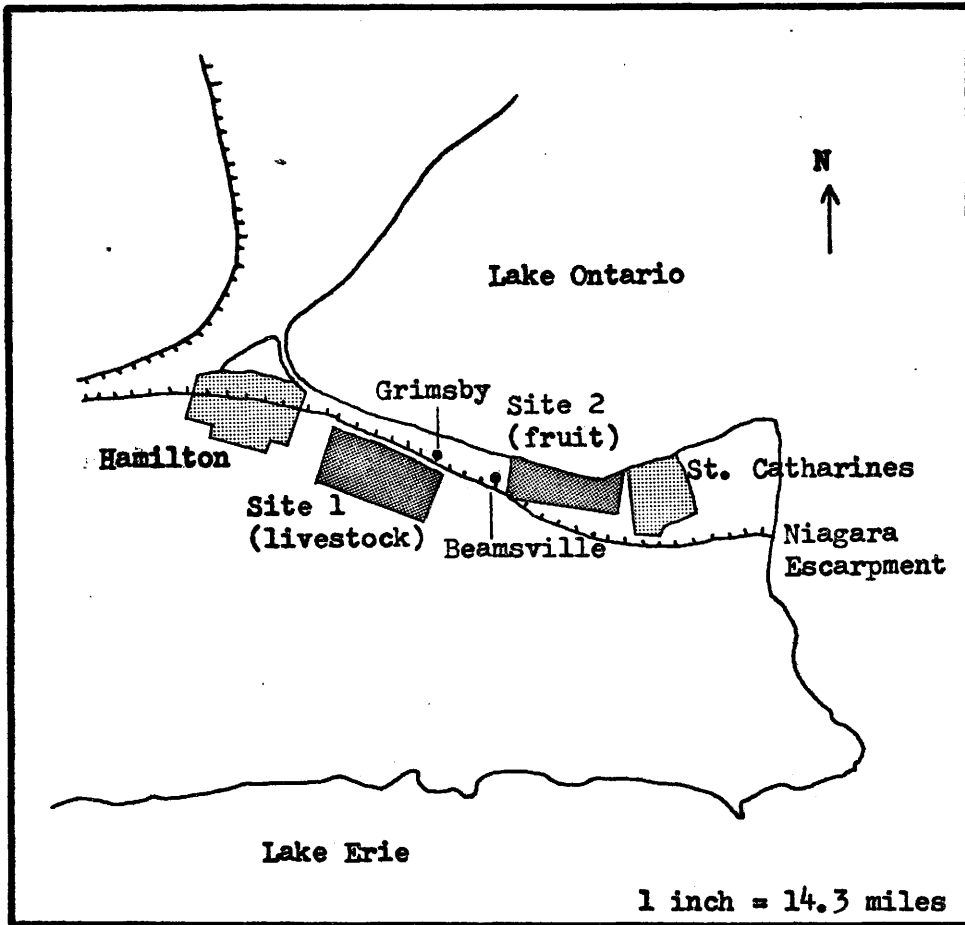 N
Lake Ontario
Grimsby
Site 2
(fruit)
Hamilton
St. Catharines
Site 1
(livestock)
Beamsville
Niagara
Escarpment
Lake Erie
1 inch = 14.3 miles